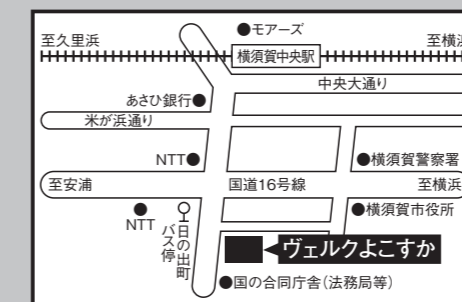 ●モアーズ
至久里浜
至横浜
横須賀中央駅
中央大通り
あさひ銀行●
米が浜通り
NTT●
●横須賀警察署
至安浦
国道16号線
至横浜
●
NTT
日の出町
バス停
●横須賀市役所
ヴェルクよこすか
●国の合同庁舎(法務局等)